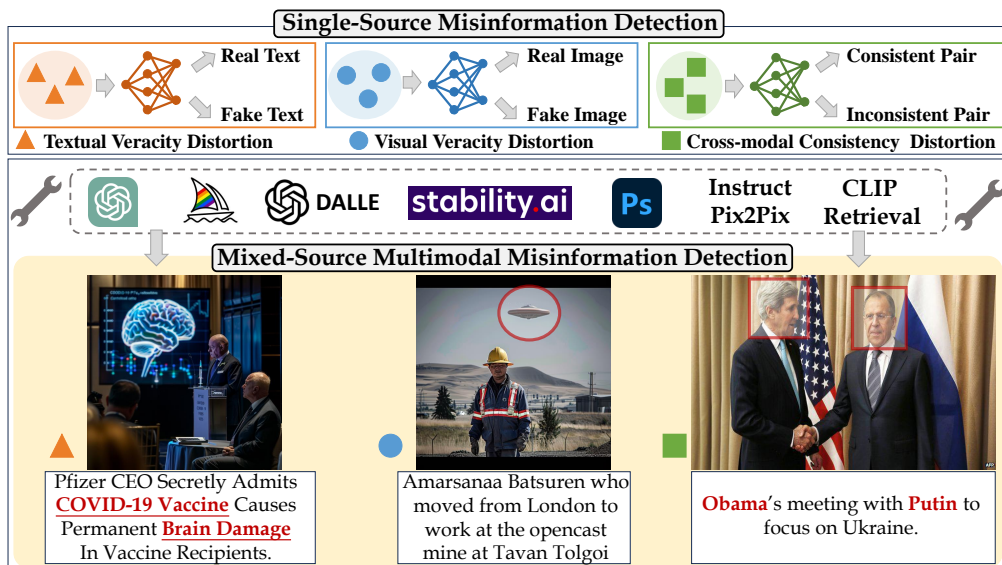 Single-Source Misinformation Detection
Real Text
Fake Text
Real Image
Fake Image
Consistent Pair
Inconsistent Pair
Textual Veracity Distortion
Visual Veracity Distortion
Cross-modal Consistency Distortion
DALLE
stability.ai
Ps
Instruct
Pix2Pix
CLIP
Retrieval
Mixed-Source Multimodal Misinformation Detection
AFP
Pfizer CEO Secretly Admits
COVID-19 Vaccine Causes
Permanent Brain Damage
In Vaccine Recipients.
Amarsanaa Batsuren who
moved from London to
work at the opencast
mine at Tavan Tolgoi
Obama's meeting with Putin to
focus on Ukraine.